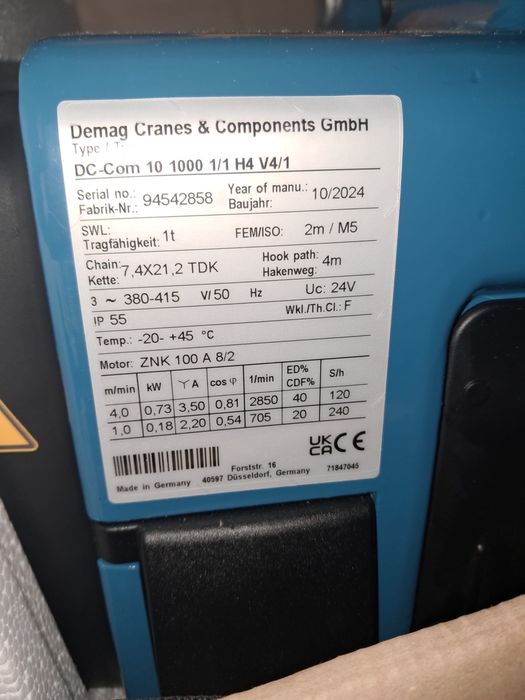 Demag Cranes & Components GmbH
Type /
DC-Com 10 1000 1/1 H4 V4/1
Serial no.: 94542858 Year of manu.: 10/2024
Fabrik-Nr.: Baujahr:
SWL: 1t FEM/ISO: 2m / M5
Tragfähigkeit:
Chain: 7,4X21,2 TDK Hook path: 4m
Kette: Hakenweg:
3 ~ 380-415 V/50 Hz Uc: 24V
IP 55 Wkl./Th.Cl.: F
Temp.: -20- +45 °C
Motor: ZNK 100 A 8/2
m/min kW Y A cos φ 1/min ED% CDF% S/h
4,0 0,73 3,50 0,81 2850 40 120
1,0 0,18 2,20 0,54 705 20 240
UK CA CE
Forststr. 16
Made in Germany 40597 Düsseldorf, Germany 71847045